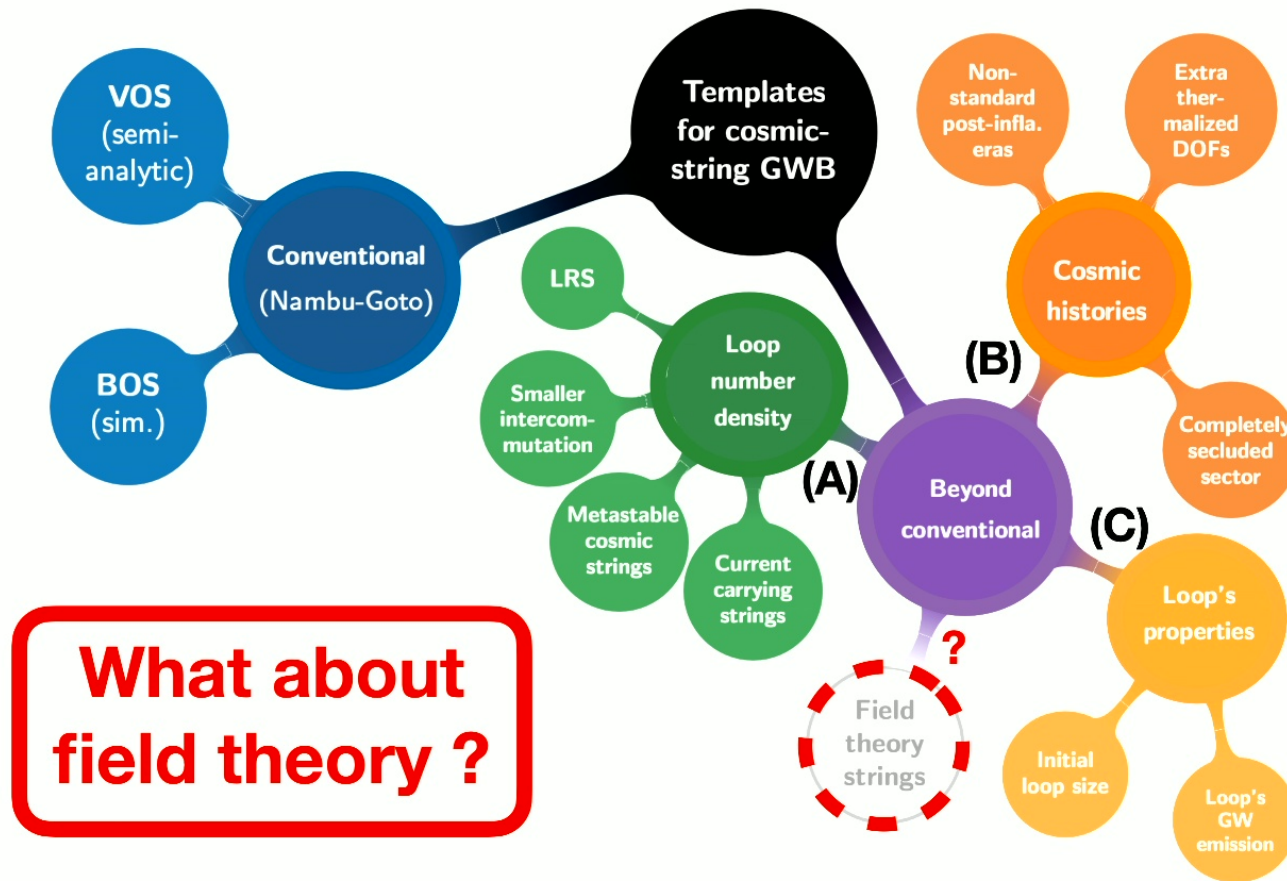 Templates
for cosmic-
string GWB
VOS
(semi-
analytic)
Conventional
(Nambu-Goto)
BOS
(sim.)
LRS
Loop
number
density
Smaller
intercom-
mutation
Metastable
cosmic
strings
Current
carrying
strings
(A)
Beyond
conventional
(B)
Non-
standard
post-infla.
eras
Extra
ther-
malized
DOFs
Cosmic
histories
Completely
secluded
sector
(C)
Loop's
properties
Initial
loop size
Loop's
GW
emission
?
Field
theory
strings
What about
field theory ?